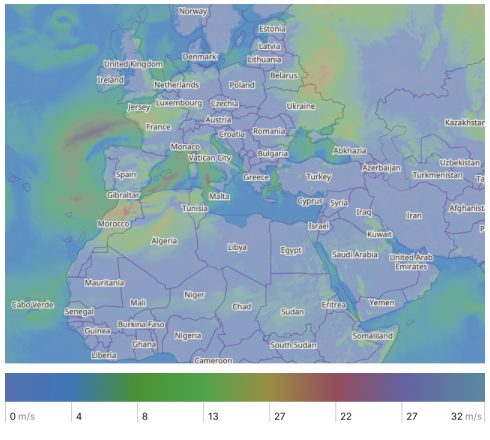 Norway
Estonia
Latvia
Denmark
Lithuania
United Kingdom
Belarus
Ireland
Netherlands
Poland
Jersey
Luxembourg
Czechia
Ukraine
Austria
Kazakhstan
France
Croatia
Romania
Monaco
Bulgaria
Abkhazia
Vatican City
Uzbekistan
Azerbaijan
Spain
Greece
Turkey
Turkmenistan
Ta
Gibraltar
Malta
Cyprus
Syria
Tunisia
Afghanist
Iraq
Iran
Morocco
Israel
P
Kuwait
Algeria
Libya
Egypt
Saudi Arabia
United Arab
Emirates
Mauritania
Niger
Cabo Verde
Mali
Chad
Eritrea
Yemen
Senegal
Sudan
Burkina Faso
Guinea
Nigeria
Somaliland
Ghana
South Sudan
Liberia
Cameroon
0 m/s 4 8 13 27 22 27 32 m/s